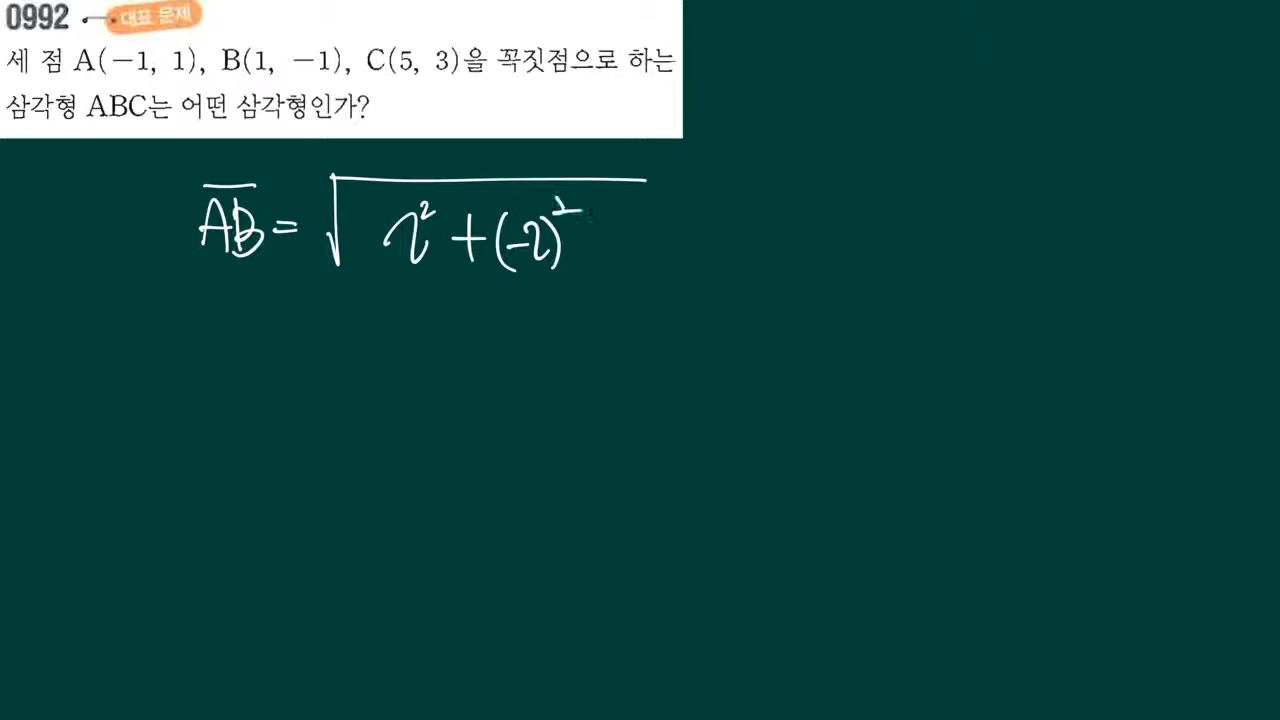 0992 대표 문제
세 점 A(−1, 1), B(1, −1), C(5, 3)을 꼭짓점으로 하는
삼각형 ABC는 어떤 삼각형인가?
A̅B̅ = √(2² + (−2)²)